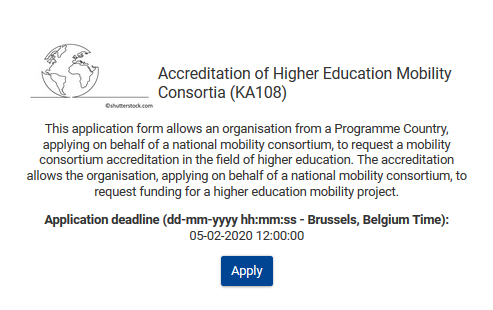 Accreditation of Higher Education Mobility
Consortia (KA108)
©shutterstock.com
This application form allows an organisation from a Programme Country,
applying on behalf of a national mobility consortium, to request a mobility
consortium accreditation in the field of higher education. The accreditation
allows the organisation, applying on behalf of a national mobility consortium, to
request funding for a higher education mobility project.
Application deadline (dd-mm-yyyy hh:mm:ss - Brussels, Belgium Time):
05-02-2020 12:00:00
Apply